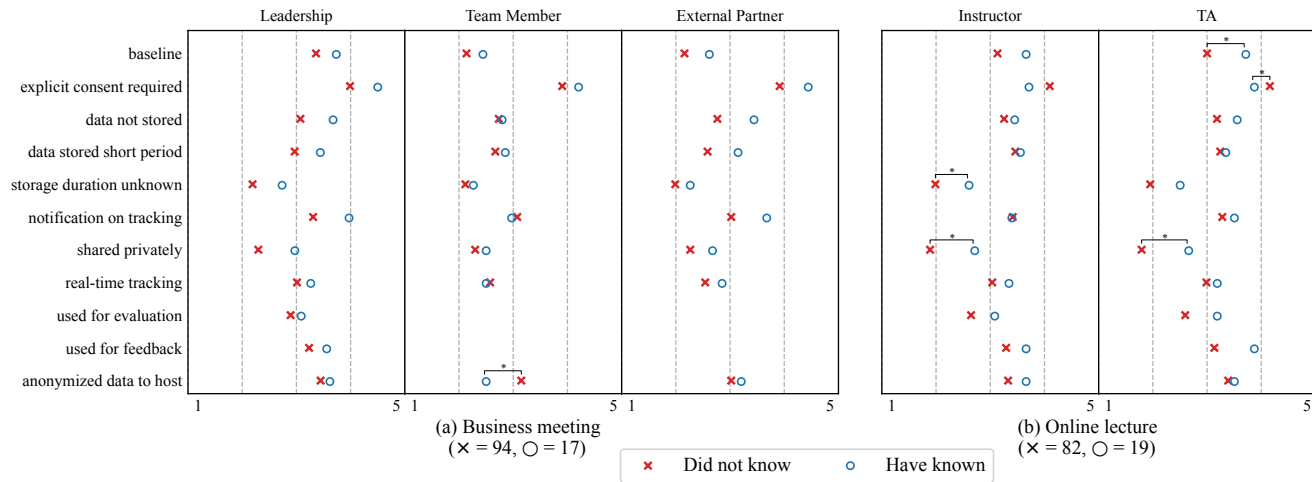 Leadership Team Member External Partner Instructor TA
baseline *
explicit consent required *
data not stored
data stored short period
storage duration unknown *
notification on tracking
shared privately * *
real-time tracking
used for evaluation
used for feedback
anonymized data to host *
1 5 1 5 1 5 1 5 1 5
(a) Business meeting (b) Online lecture
(× = 94, ○ = 17) (× = 82, ○ = 19)
× Did not know ○ Have known